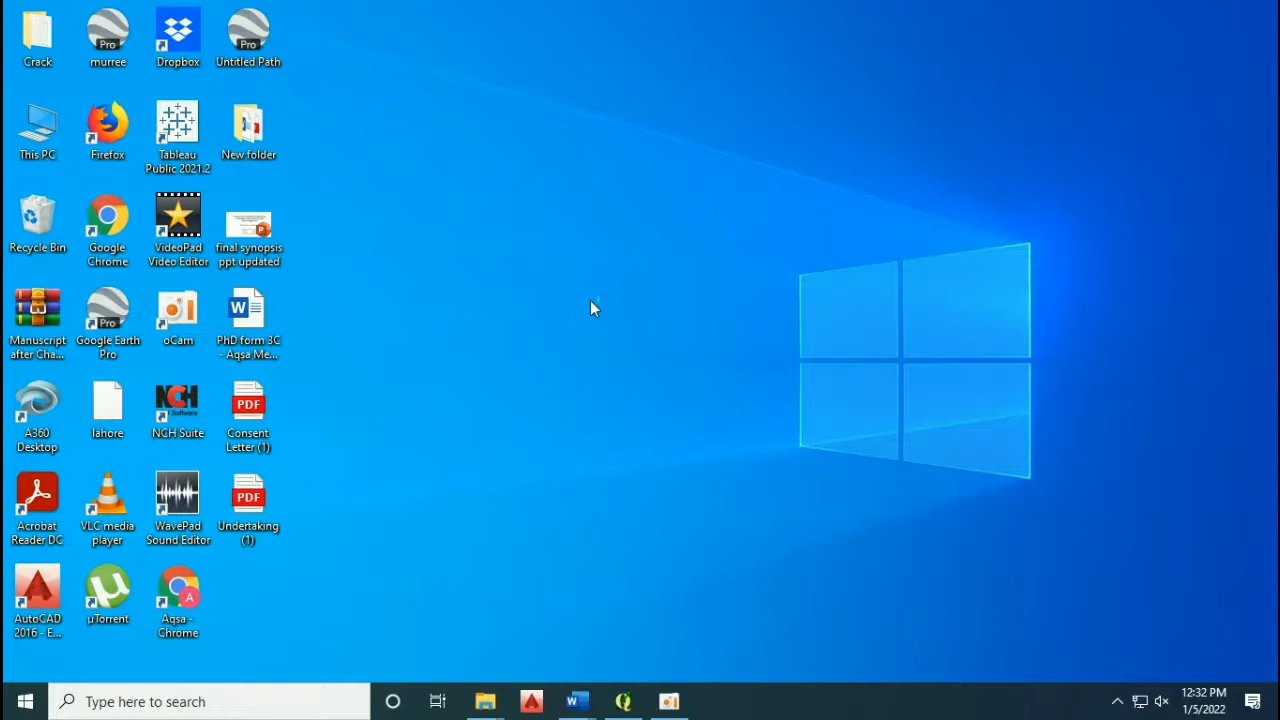 Crack
Pro
murree
Dropbox
Pro
Untitled Path
This PC
Firefox
Tableau
Public 2021.2
New folder
Recycle Bin
Google
Chrome
VideoPad
Video Editor
final synopsis
ppt updated
Manuscript
after Cha...
Pro
Google Earth
Pro
oCam
W
PhD form 3C
- Aqsa Me...
A360
Desktop
lahore
NCH
Software
NCH Suite
PDF
Consent
Letter (1)
Acrobat
Reader DC
VLC media
player
WavePad
Sound Editor
PDF
Undertaking
(1)
AutoCAD
2016 - E...
µTorrent
A
Aqsa -
Chrome
Type here to search
12:32 PM
1/5/2022